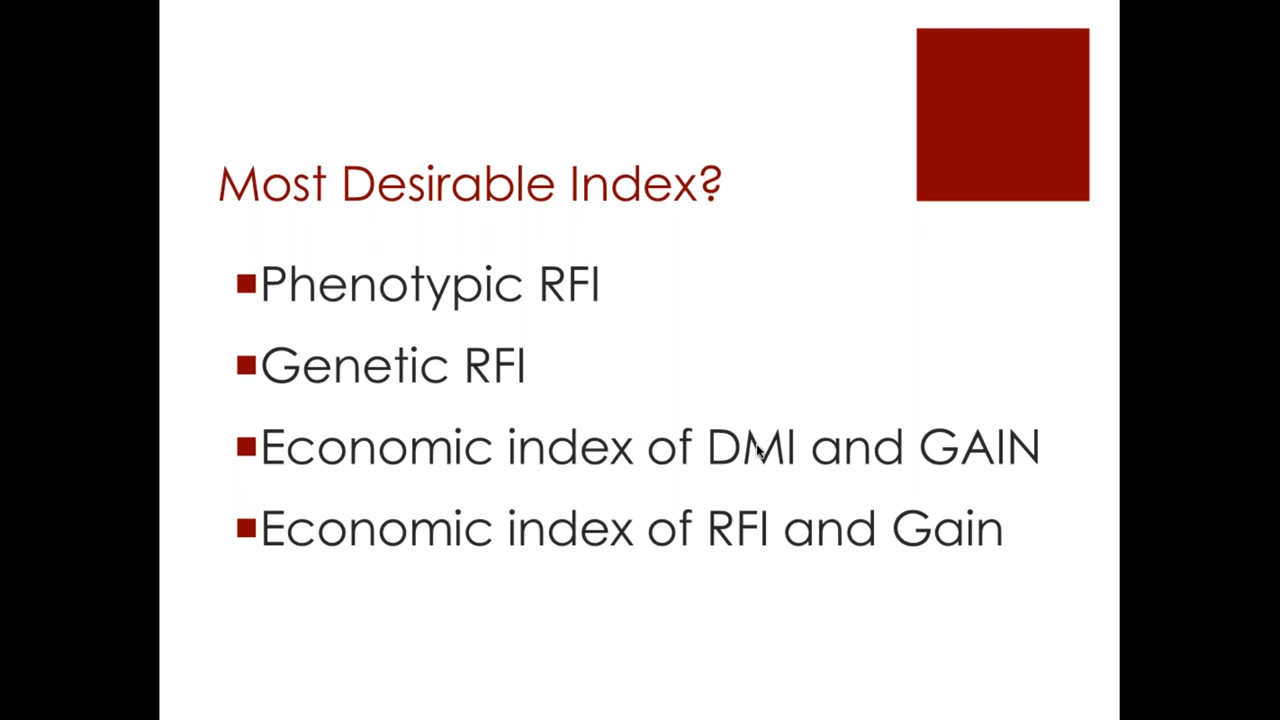 Most Desirable Index?
Phenotypic RFI
Genetic RFI
Economic index of DMI and GAIN
Economic index of RFI and Gain